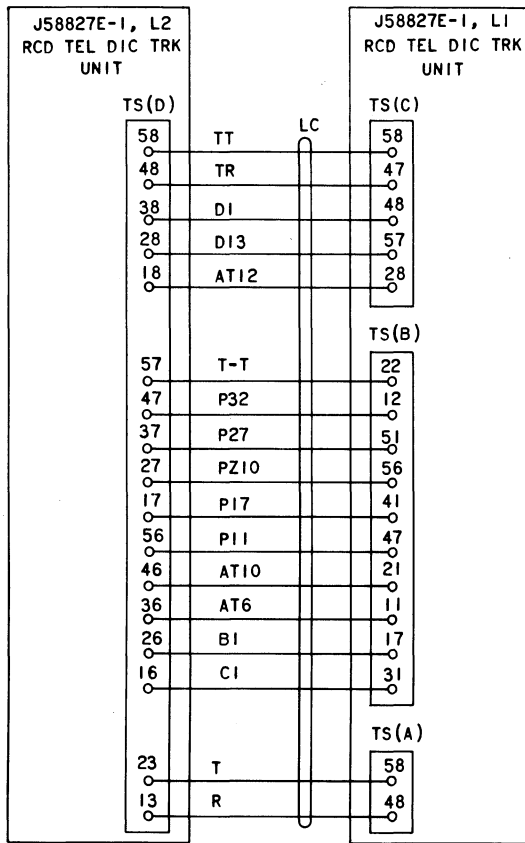 J58827E-1, L2
RCD TEL DIC TRK
UNIT
J58827E-1, L1
RCD TEL DIC TRK
UNIT
TS(D)
LC
TS(C)
58 TT 58
48 TR 47
38 D1 48
28 D13 57
18 AT12 28
TS(B)
57 T-T 22
47 P32 12
37 P27 51
27 PZ10 56
17 P17 41
56 P11 47
46 AT10 21
36 AT6 11
26 B1 17
16 C1 31
TS(A)
23 T 58
13 R 48